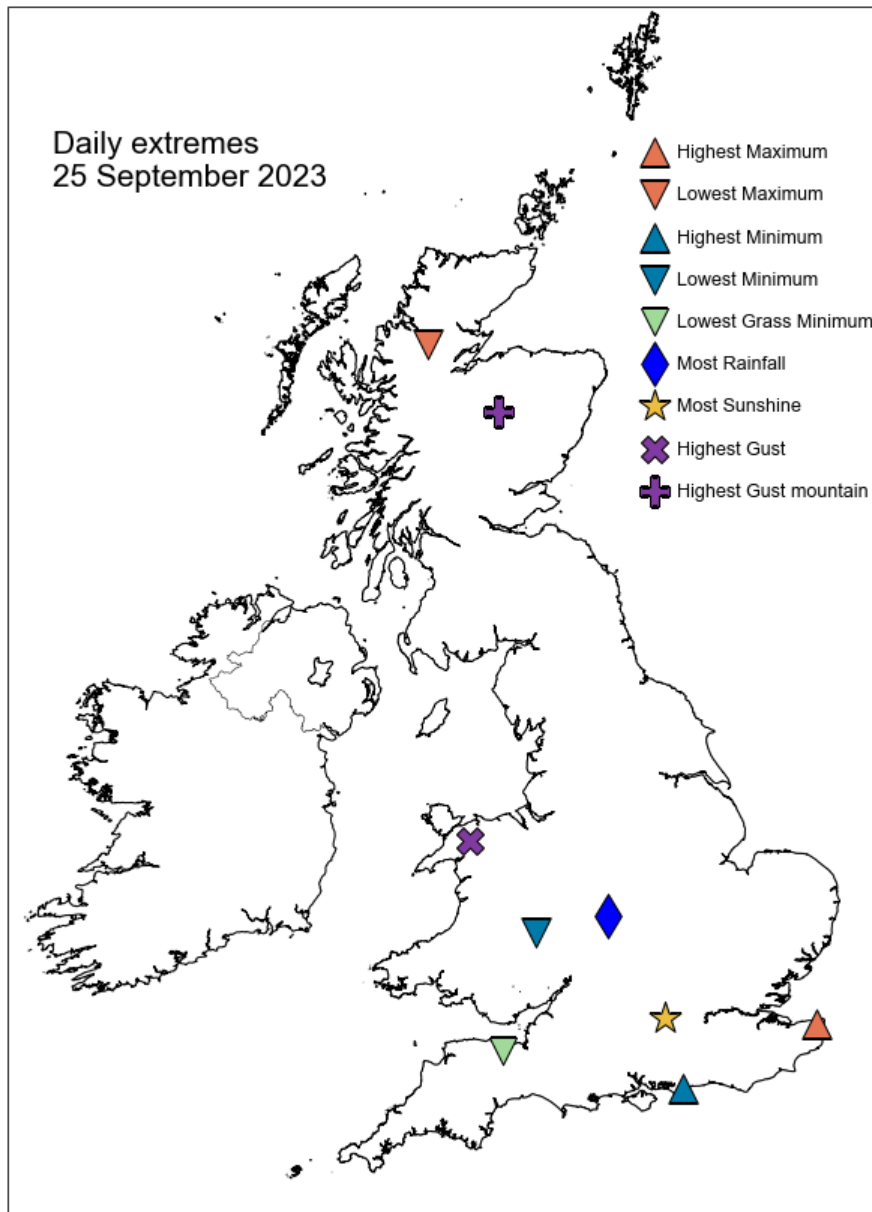 Daily extremes
25 September 2023
Highest Maximum
Lowest Maximum
Highest Minimum
Lowest Minimum
Lowest Grass Minimum
Most Rainfall
Most Sunshine
Highest Gust
Highest Gust mountain